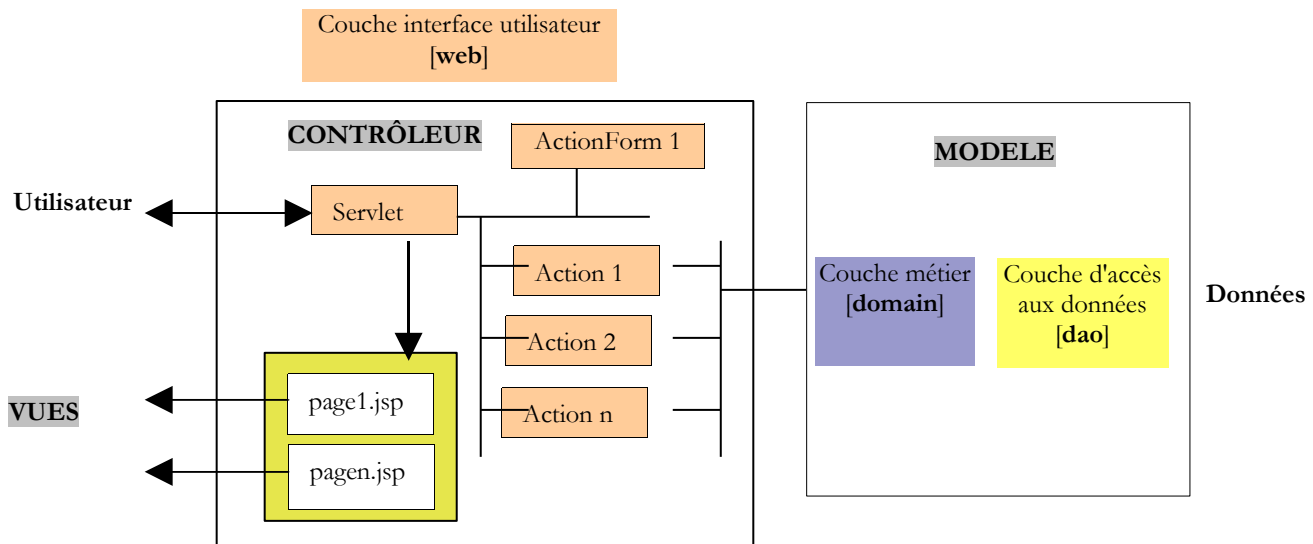 Couche interface utilisateur
[web]
CONTRÔLEUR
ActionForm 1
MODELE
Utilisateur
Servlet
Action 1
Couche métier
[domain]
Couche d'accès
aux données
[dao]
Données
Action 2
VUES
page1.jsp
Action n
pagen.jsp